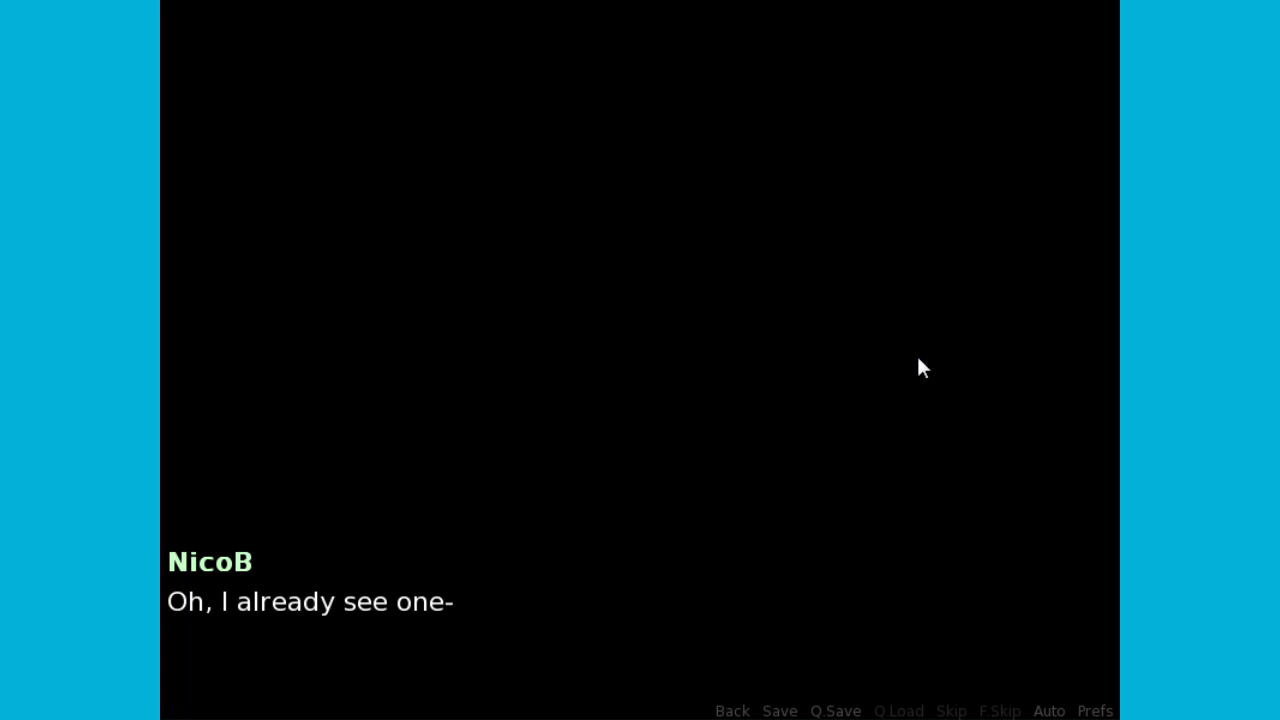 NicoB
Oh, I already see one-
Back Save Q.Save Q.Load Skip F.Skip Auto Prefs